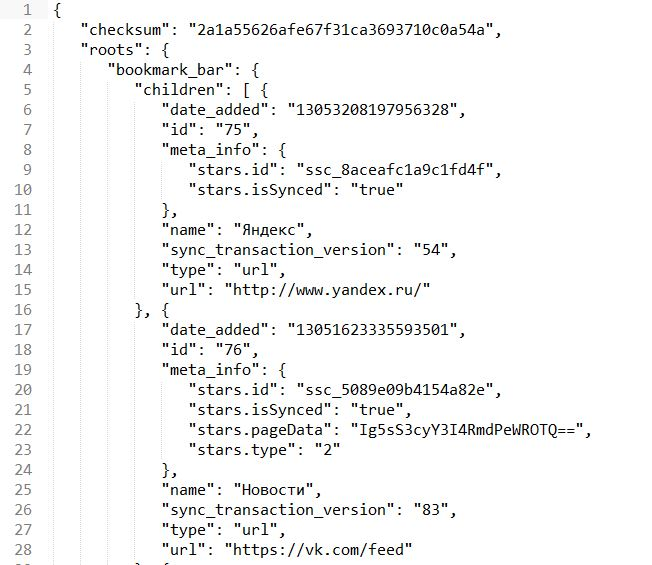 1 {
2 "checksum": "2a1a55626afe67f31ca3693710c0a54a",
3 "roots": {
4 "bookmark_bar": {
5 "children": [ {
6 "date_added": "13053208197956328",
7 "id": "75",
8 "meta_info": {
9 "stars.id": "ssc_8aceafc1a9c1fd4f",
10 "stars.isSynced": "true"
11 },
12 "name": "Яндекс",
13 "sync_transaction_version": "54",
14 "type": "url",
15 "url": "http://www.yandex.ru/"
16 }, {
17 "date_added": "13051623335593501",
18 "id": "76",
19 "meta_info": {
20 "stars.id": "ssc_5089e09b4154a82e",
21 "stars.isSynced": "true",
22 "stars.pageData": "Ig5sS3cyY3I4RmdPeWROTQ==",
23 "stars.type": "2"
24 },
25 "name": "Новости",
26 "sync_transaction_version": "83",
27 "type": "url",
28 "url": "https://vk.com/feed"